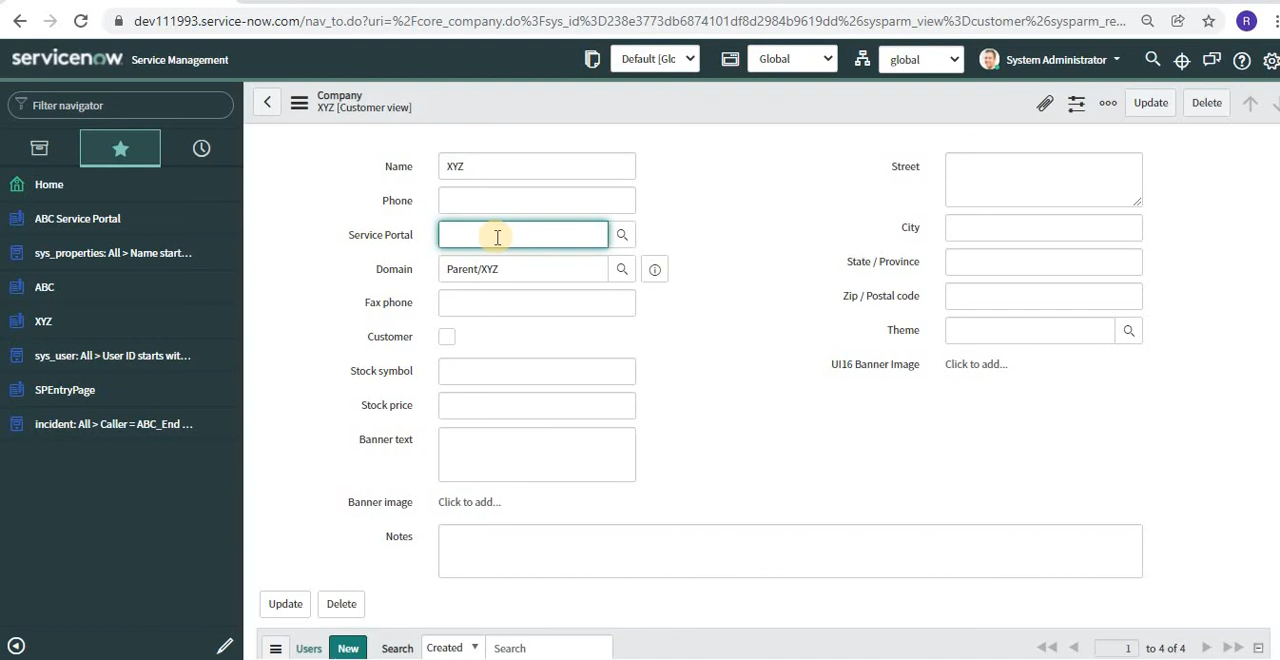 dev111993.service-now.com/nav_to.do?uri=%2Fcore_company.do%3Fsys_id%3D238e3773db6874101df8d2984b9619dd%26sysparm_view%3Dcustomer%26sysparm_re...
R
servicenow Service Management
Default [Glc
Global
global
System Administrator
Filter navigator
Company
XYZ [Customer view]
Update
Delete
Home
ABC Service Portal
sys_properties: All > Name start...
ABC
XYZ
sys_user: All > User ID starts wit...
SPEntryPage
incident: All > Caller = ABC_End ...
Name XYZ
Phone
Service Portal
Domain Parent/XYZ
Fax phone
Customer
Stock symbol
Stock price
Banner text
Banner image Click to add...
Notes
Street
City
State / Province
Zip / Postal code
Theme
UI16 Banner Image Click to add...
Update Delete
Users New Search Created Search 1 to 4 of 4